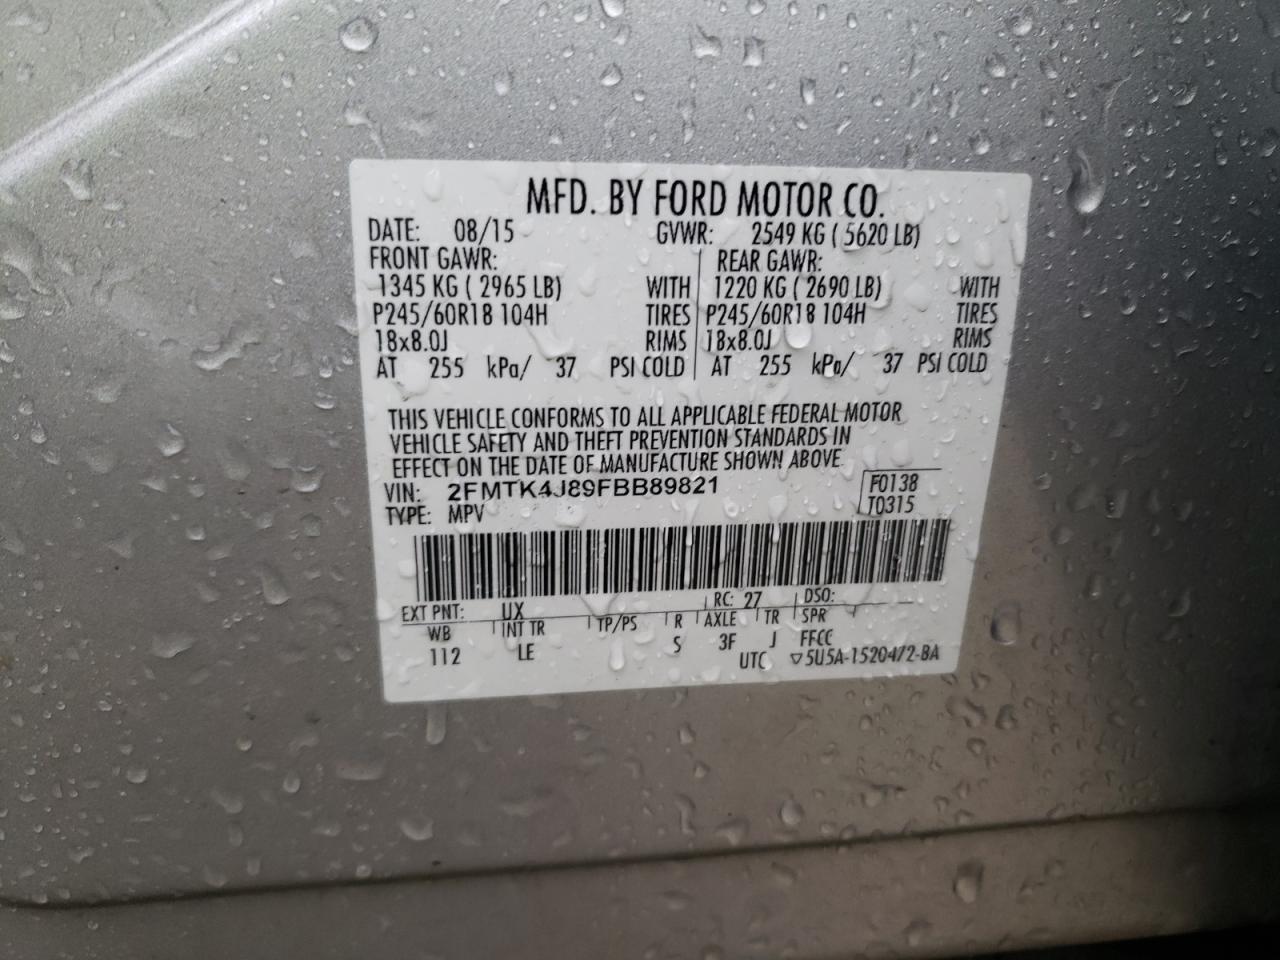 MFD. BY FORD MOTOR CO.
DATE: 08/15 GVWR: 2549 KG ( 5620 LB)
FRONT GAWR: REAR GAWR:
1345 KG ( 2965 LB) WITH 1220 KG ( 2690 LB) WITH
P245/60R18 104H TIRES P245/60R18 104H TIRES
18x8.0J RIMS 18x8.0J RIMS
AT 255 kPa/ 37 PSI COLD AT 255 kPa/ 37 PSI COLD
THIS VEHICLE CONFORMS TO ALL APPLICABLE FEDERAL MOTOR
VEHICLE SAFETY AND THEFT PREVENTION STANDARDS IN
EFFECT ON THE DATE OF MANUFACTURE SHOWN ABOVE
VIN: 2FMTK4J89FBB89821 F0138
TYPE: MPV T0315
EXT PNT: UX RC: 27 DSO:
WB INT TR TP/PS R AXLE TR SPR
112 LE S 3F J FFCC
UTC ▽5U5A-1520472-BA